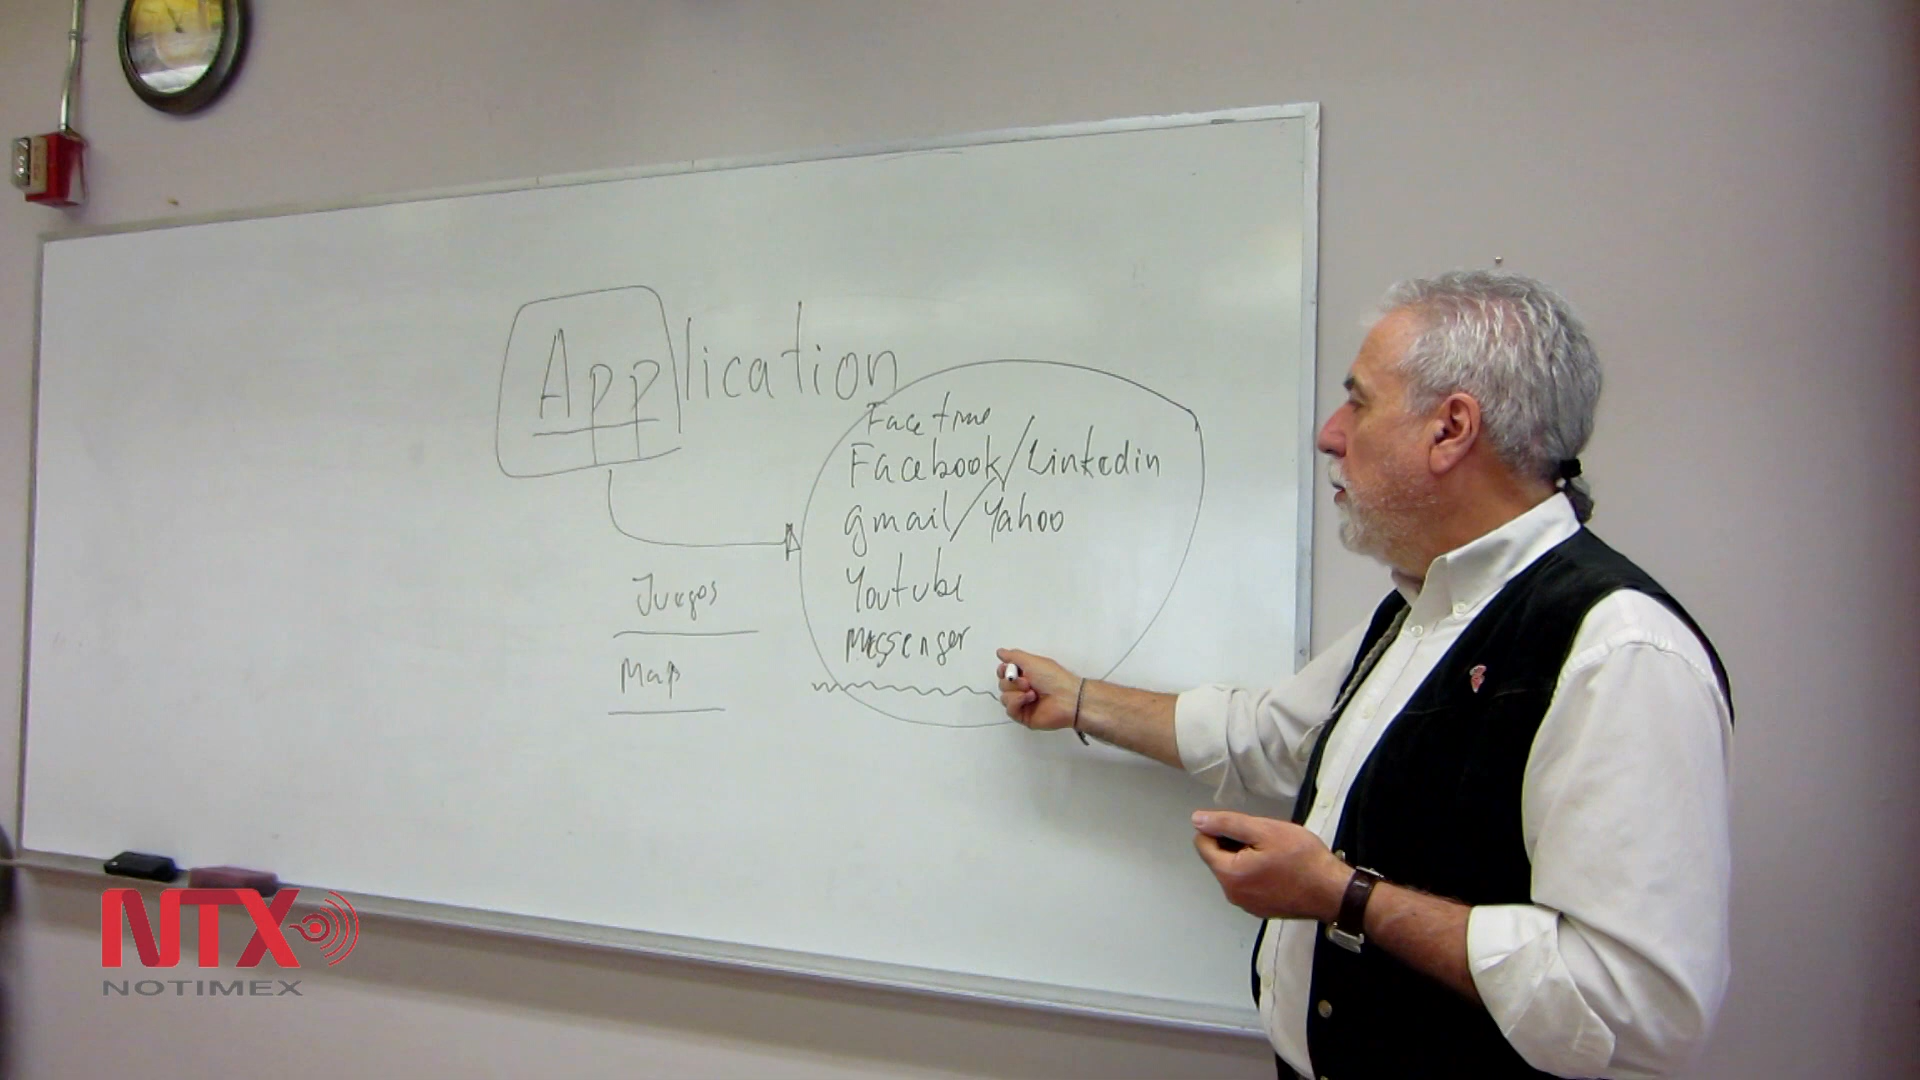 Application
Facetime
Facebook/Linkedin
gmail/Yahoo
Youtube
Messenger
Juegos
Map
NTX
NOTIMEX